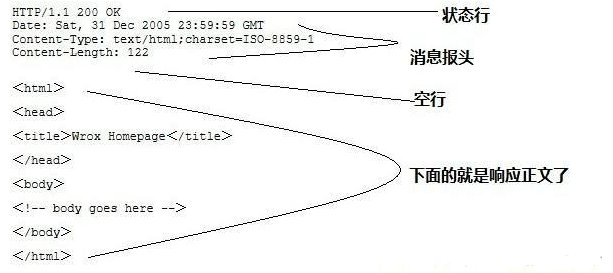 HTTP/1.1 200 OK
状态行
Date: Sat, 31 Dec 2005 23:59:59 GMT
Content-Type: text/html;charset=ISO-8859-1
消息报头
Content-Length: 122
空行
<html>
<head>
<title>Wrox Homepage</title>
</head>
下面的就是响应正文了
<body>
<!-- body goes here -->
</body>
</html>